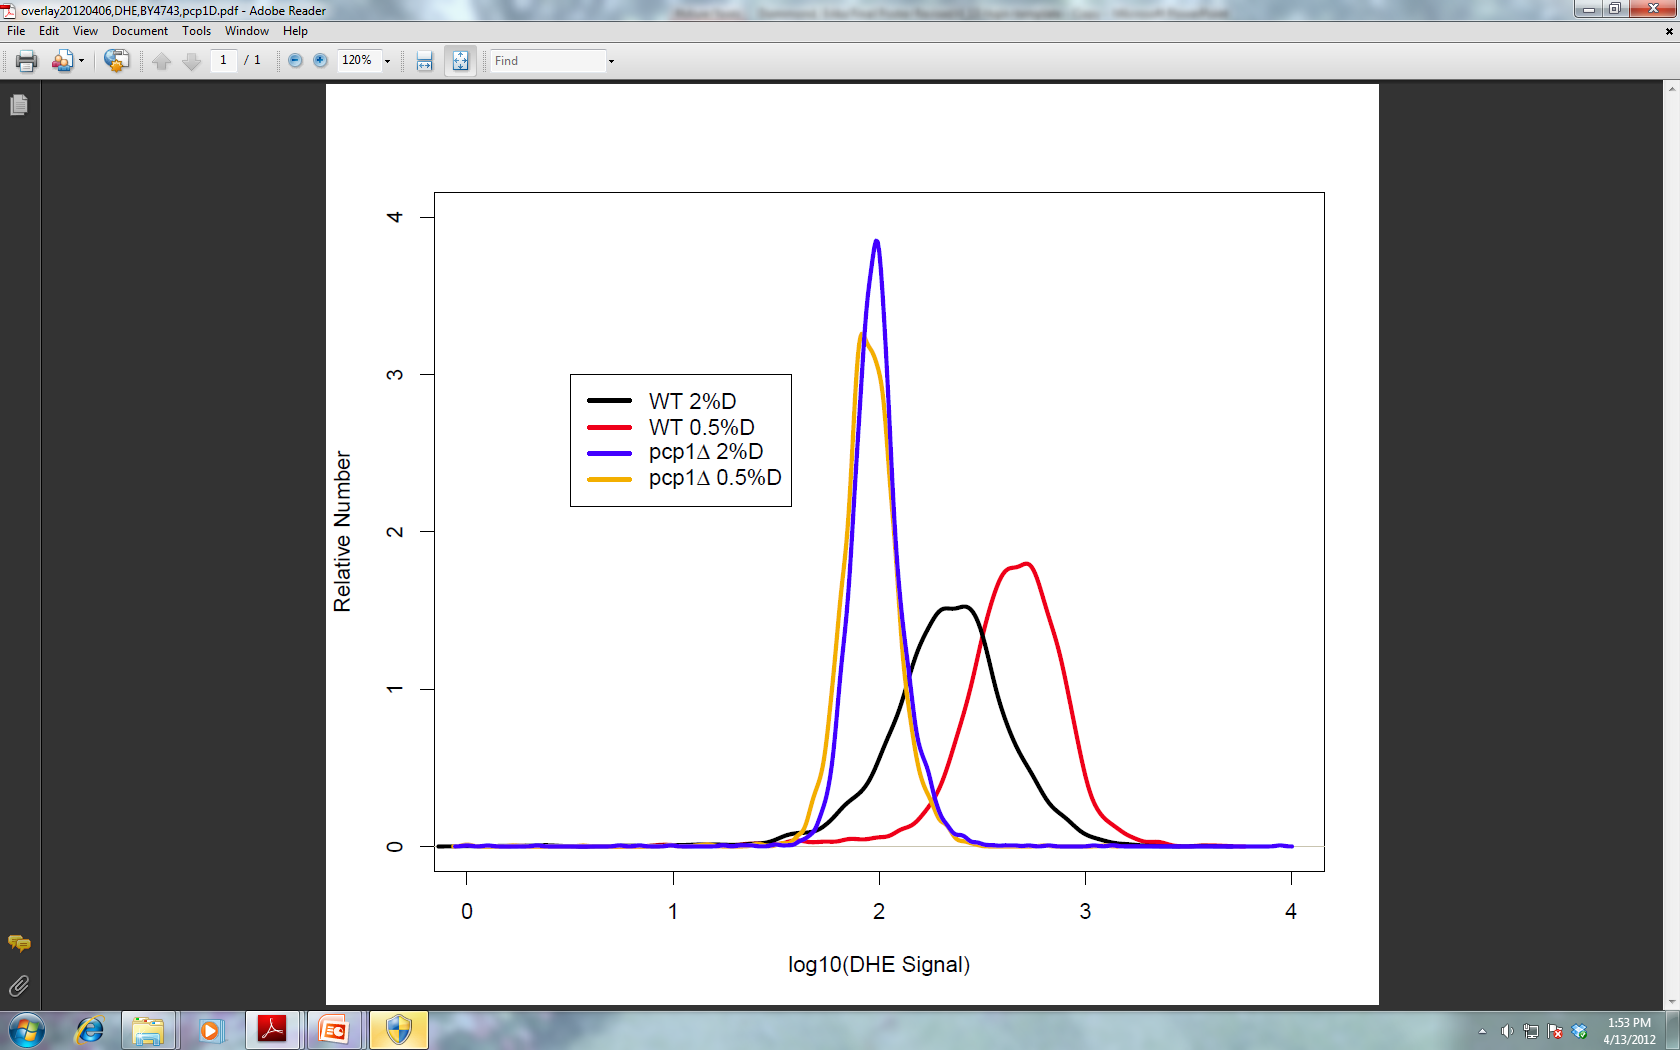 overlay20120406,DHE,BY4743,pcp1D.pdf - Adobe Reader
File Edit View Document Tools Window Help
1 / 1 120% Find
4
3
2
1
0
Relative Number
WT 2%D
WT 0.5%D
pcp1Δ 2%D
pcp1Δ 0.5%D
0 1 2 3 4
log10(DHE Signal)
1:53 PM
4/13/2012